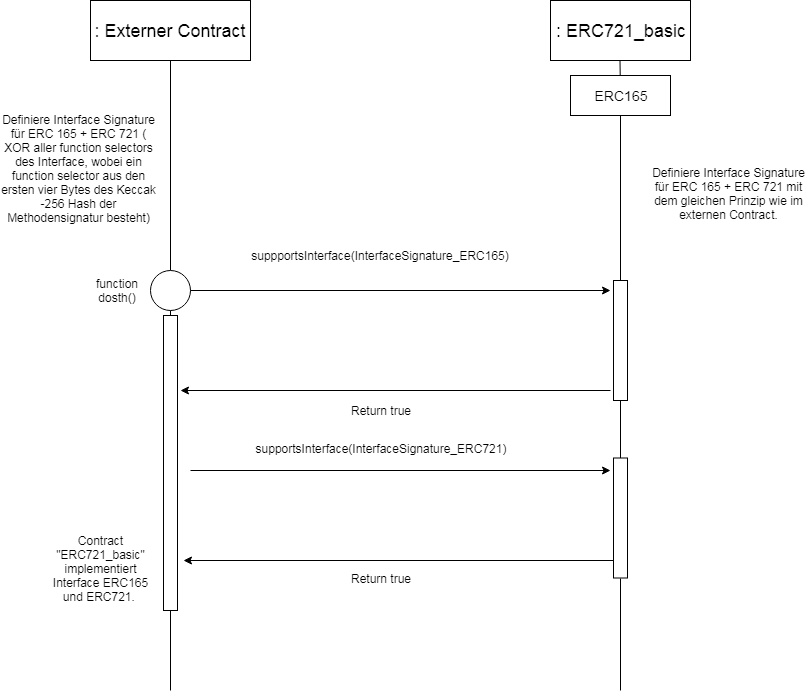 : Externer Contract
: ERC721_basic
ERC165
Definiere Interface Signature
für ERC 165 + ERC 721 (
XOR aller function selectors
des Interface, wobei ein
function selector aus den
ersten vier Bytes des Keccak
-256 Hash der
Methodensignatur besteht)
Definiere Interface Signature
für ERC 165 + ERC 721 mit
dem gleichen Prinzip wie im
externen Contract.
suppportsInterface(InterfaceSignature_ERC165)
function
dosth()
Return true
supportsInterface(InterfaceSignature_ERC721)
Contract
"ERC721_basic"
implementiert
Interface ERC165
und ERC721.
Return true